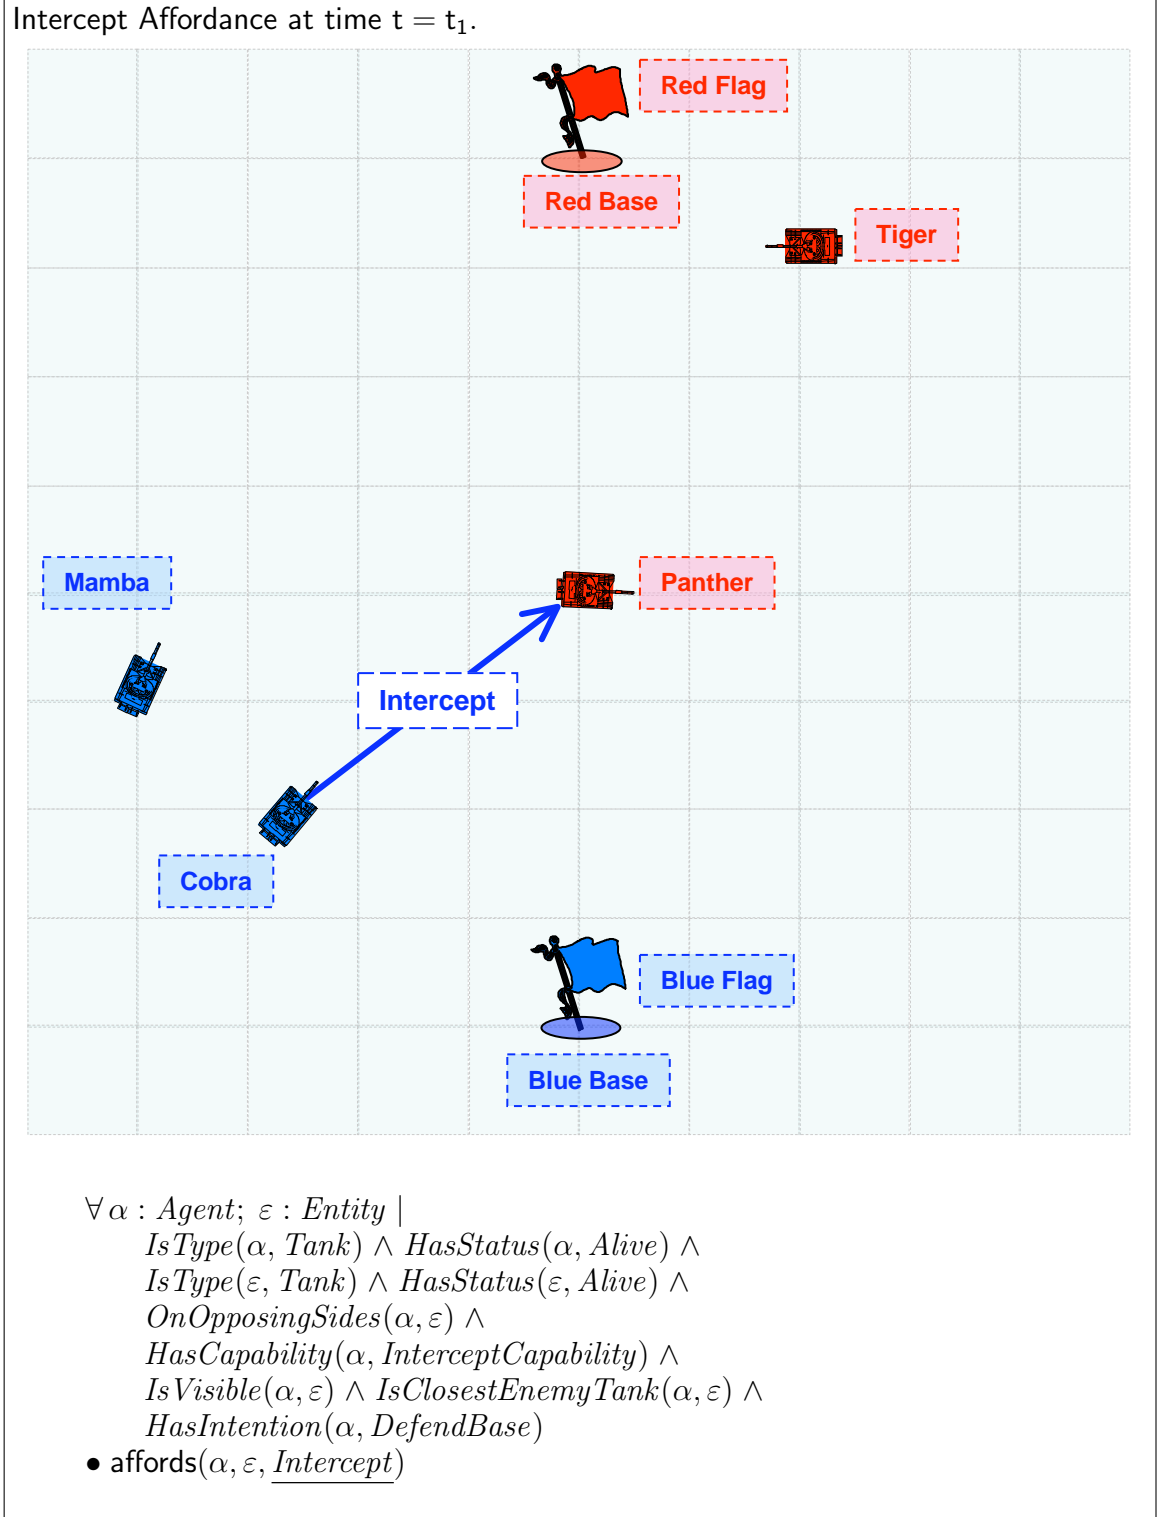 Intercept Affordance at time t = t₁.
Red Flag
Red Base
Tiger
Mamba
Panther
Intercept
Cobra
Blue Flag
Blue Base
∀ α : Agent; ε : Entity |
IsType(α, Tank) ∧ HasStatus(α, Alive) ∧
IsType(ε, Tank) ∧ HasStatus(ε, Alive) ∧
OnOpposingSides(α, ε) ∧
HasCapability(α, InterceptCapability) ∧
IsVisible(α, ε) ∧ IsClosestEnemyTank(α, ε) ∧
HasIntention(α, DefendBase)
• affords(α, ε, Intercept)